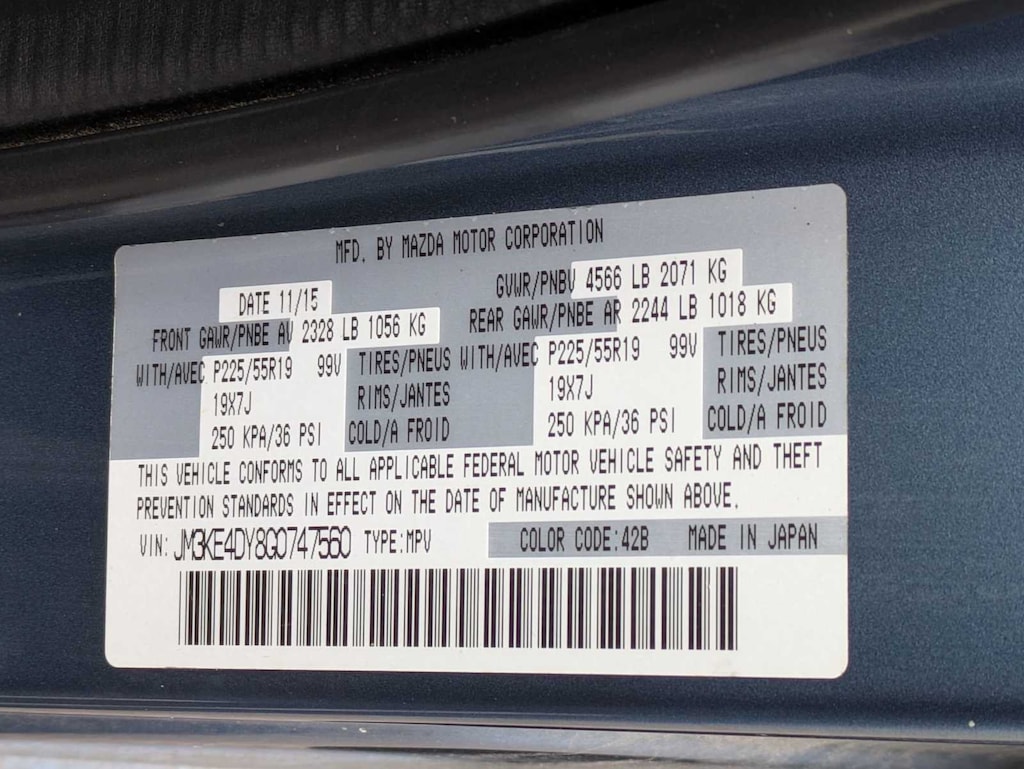 MFD. BY MAZDA MOTOR CORPORATION
DATE 11/15 GVWR/PNBV 4566 LB 2071 KG
FRONT GAWR/PNBE AV 2328 LB 1056 KG REAR GAWR/PNBE AR 2244 LB 1018 KG
WITH/AVEC P225/55R19 99V TIRES/PNEUS WITH/AVEC P225/55R19 99V TIRES/PNEUS
19X7J RIMS/JANTES 19X7J RIMS/JANTES
250 KPA/36 PSI COLD/A FROID 250 KPA/36 PSI COLD/A FROID
THIS VEHICLE CONFORMS TO ALL APPLICABLE FEDERAL MOTOR VEHICLE SAFETY AND THEFT
PREVENTION STANDARDS IN EFFECT ON THE DATE OF MANUFACTURE SHOWN ABOVE.
VIN: JM3KE4DY8G0747560 TYPE:MPV COLOR CODE:42B MADE IN JAPAN